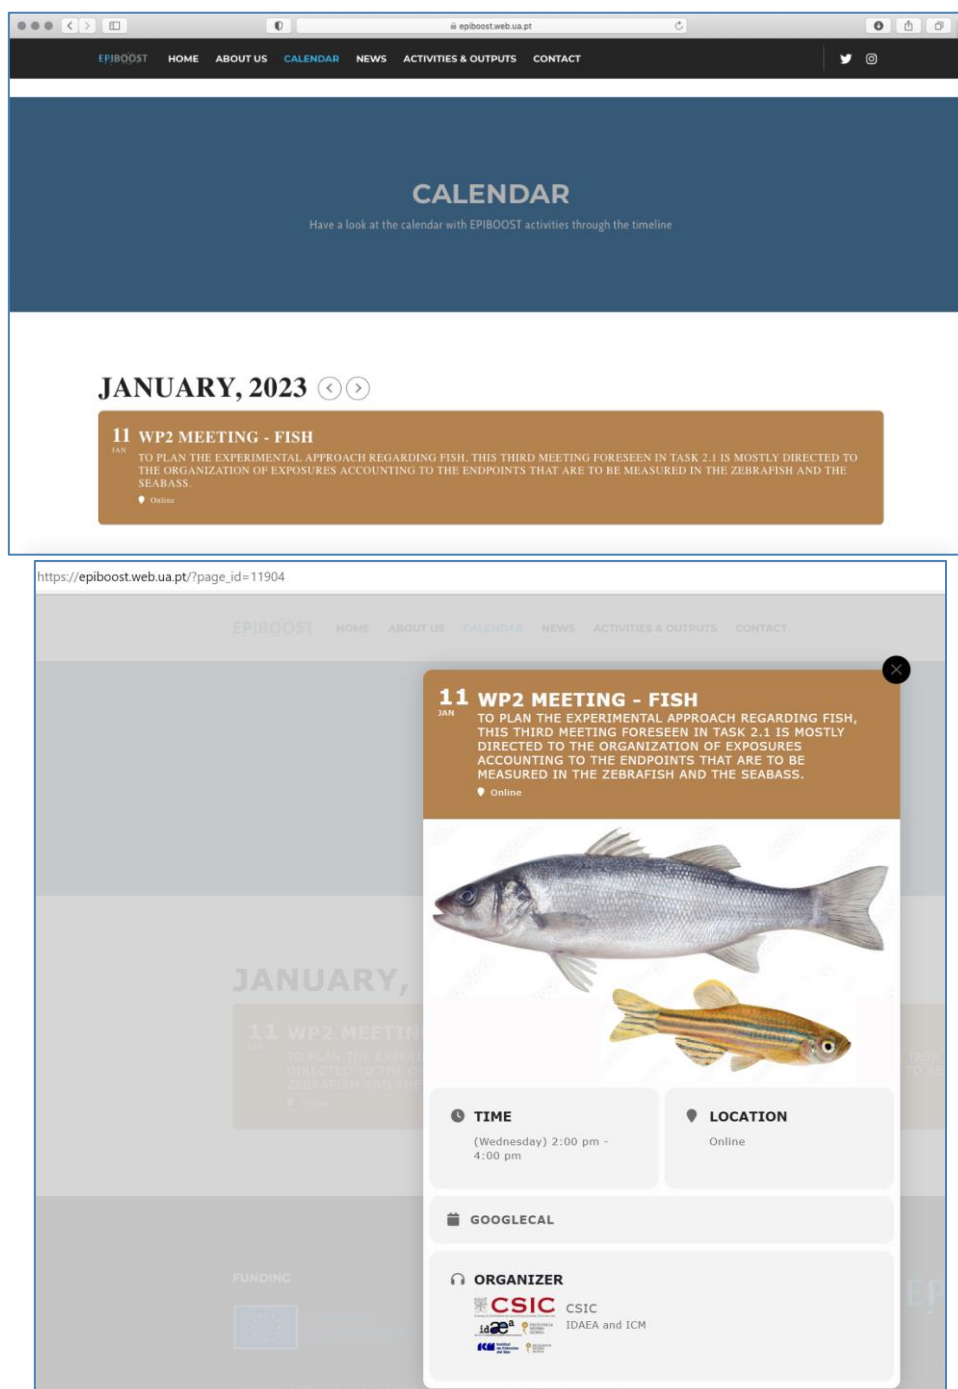 epiboost.web.ua.pt
EPIBOOST HOME ABOUT US CALENDAR NEWS ACTIVITIES & OUTPUTS CONTACT
CALENDAR
Have a look at the calendar with EPIBOOST activities through the timeline
JANUARY, 2023
11 WP2 MEETING - FISH
JAN
TO PLAN THE EXPERIMENTAL APPROACH REGARDING FISH, THIS THIRD MEETING FORESEEN IN TASK 2.1 IS MOSTLY DIRECTED TO
THE ORGANIZATION OF EXPOSURES ACCOUNTING TO THE ENDPOINTS THAT ARE TO BE MEASURED IN THE ZEBRAFISH AND THE
SEABASS.
Online
https://epiboost.web.ua.pt/?page_id=11904
EPIBOOST HOME ABOUT US CALENDAR NEWS ACTIVITIES & OUTPUTS CONTACT
11 WP2 MEETING - FISH
JAN
TO PLAN THE EXPERIMENTAL APPROACH REGARDING FISH,
THIS THIRD MEETING FORESEEN IN TASK 2.1 IS MOSTLY
DIRECTED TO THE ORGANIZATION OF EXPOSURES
ACCOUNTING TO THE ENDPOINTS THAT ARE TO BE
MEASURED IN THE ZEBRAFISH AND THE SEABASS.
Online
JANUARY,
11 WP2 MEETIN
TIME
(Wednesday) 2:00 pm -
4:00 pm
LOCATION
Online
GOOGLECAL
FUNDING
EP
ORGANIZER
CSIC
CSIC
IDAEA and ICM
idæa
ICM Institut
de Ciències
del Mar